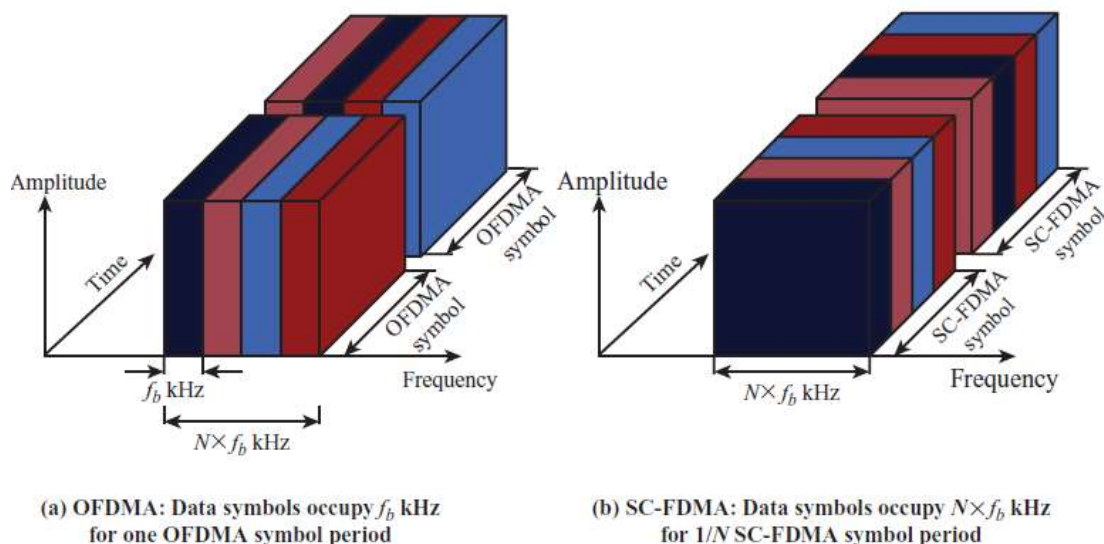 Amplitude
Time
OFDMA
symbol
OFDMA
symbol
Frequency
f_b kHz
N× f_b kHz
(a) OFDMA: Data symbols occupy f_b kHz
for one OFDMA symbol period
Amplitude
Time
SC-FDMA
symbol
SC-FDMA
symbol
Frequency
N× f_b kHz
(b) SC-FDMA: Data symbols occupy N× f_b kHz
for 1/N SC-FDMA symbol period